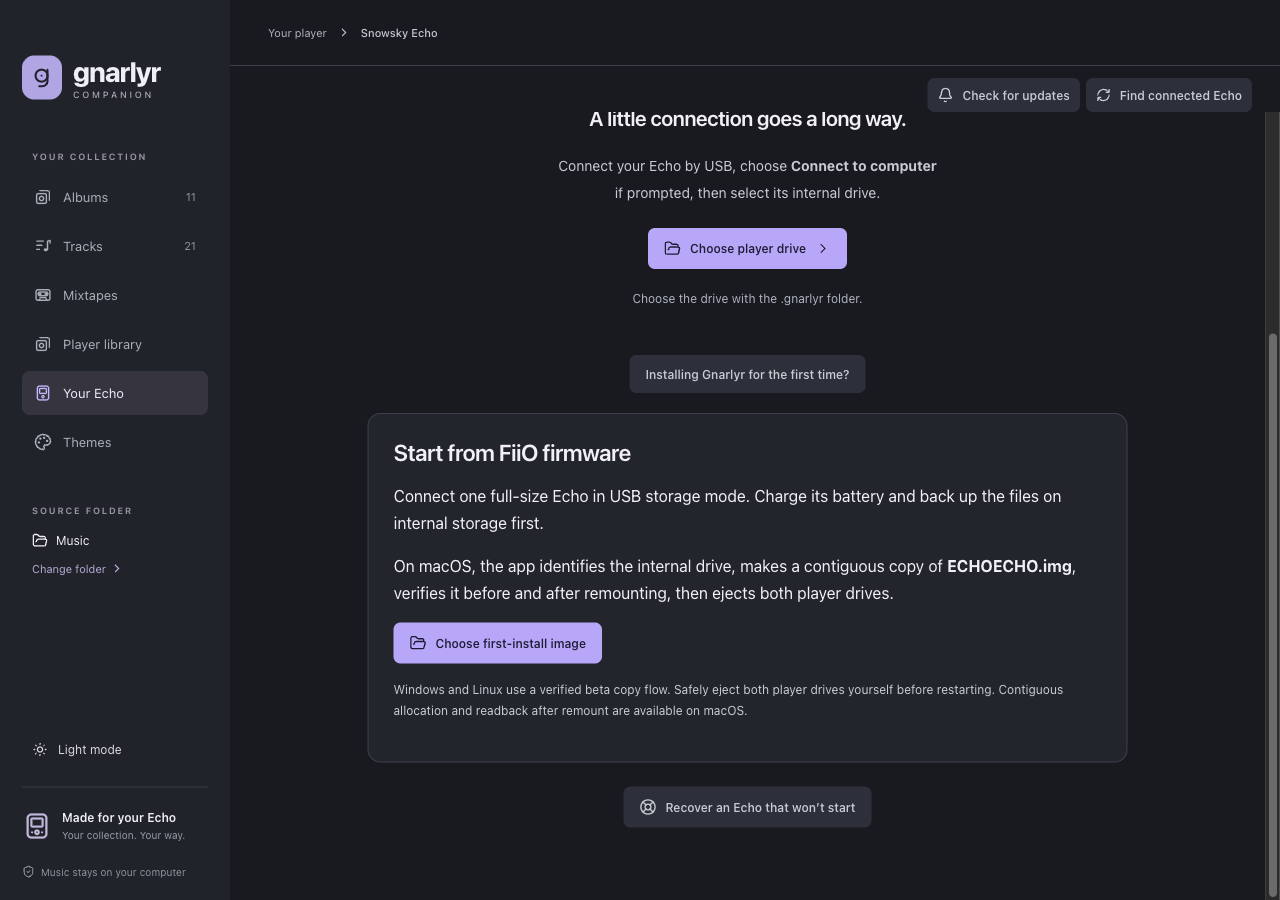 gnarlyr
COMPANION
YOUR COLLECTION
Albums 11
Tracks 21
Mixtapes
Player library
Your Echo
Themes
SOURCE FOLDER
Music
Change folder
Light mode
Made for your Echo
Your collection. Your way.
Music stays on your computer
Your player > Snowsky Echo
Check for updates
Find connected Echo
A little connection goes a long way.
Connect your Echo by USB, choose Connect to computer
if prompted, then select its internal drive.
Choose player drive
Choose the drive with the .gnarlyr folder.
Installing Gnarlyr for the first time?
Start from FiiO firmware
Connect one full-size Echo in USB storage mode. Charge its battery and back up the files on
internal storage first.
On macOS, the app identifies the internal drive, makes a contiguous copy of ECHOECHO.img,
verifies it before and after remounting, then ejects both player drives.
Choose first-install image
Windows and Linux use a verified beta copy flow. Safely eject both player drives yourself before restarting. Contiguous
allocation and readback after remount are available on macOS.
Recover an Echo that won’t start